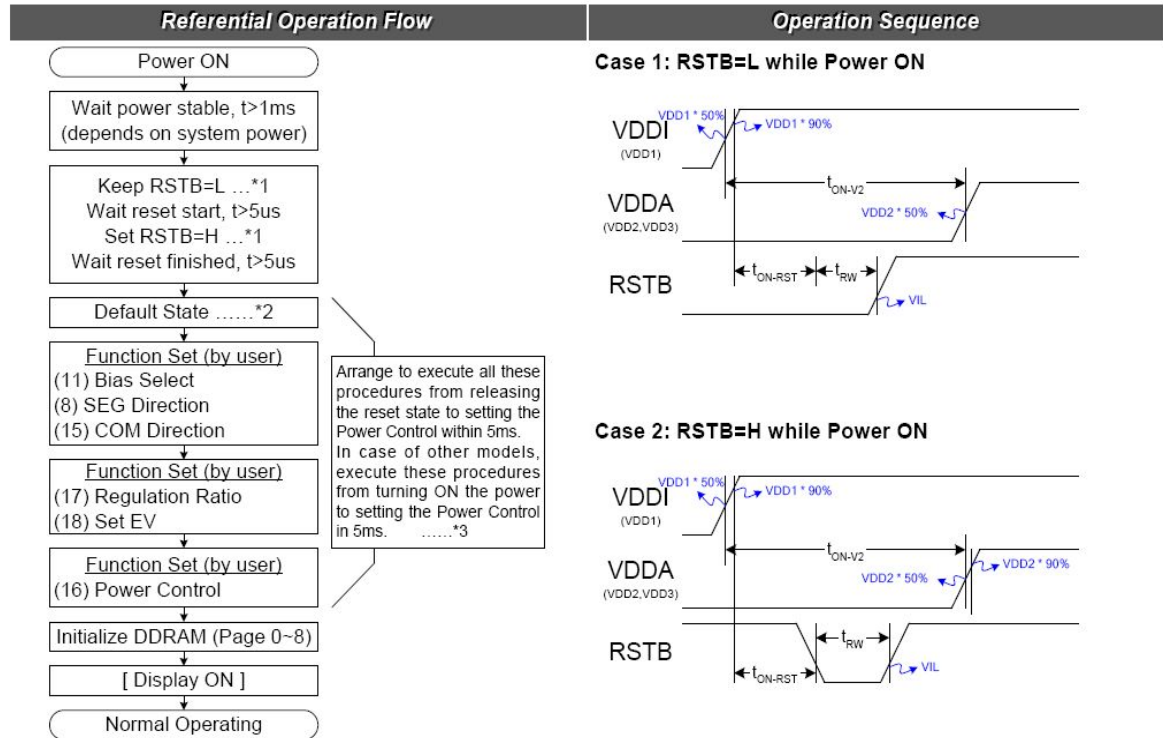 Referential Operation Flow
Power ON
Wait power stable, t>1ms
(depends on system power)
Keep RSTB=L ...*1
Wait reset start, t>5us
Set RSTB=H ...*1
Wait reset finished, t>5us
Default State ......*2
Function Set (by user)
(11) Bias Select
(8) SEG Direction
(15) COM Direction
Function Set (by user)
(17) Regulation Ratio
(18) Set EV
Function Set (by user)
(16) Power Control
Initialize DDRAM (Page 0~8)
[ Display ON ]
Normal Operating
Arrange to execute all these
procedures from releasing
the reset state to setting the
Power Control within 5ms.
In case of other models,
execute these procedures
from turning ON the power
to setting the Power Control
in 5ms. ......*3
Operation Sequence
Case 1: RSTB=L while Power ON
VDD1 * 50%
VDD1 * 90%
VDDI
(VDD1)
tON-V2
VDDA
(VDD2,VDD3)
VDD2 * 50%
RSTB
tON-RST
tRW
VIL
Case 2: RSTB=H while Power ON
VDD1 * 50%
VDD1 * 90%
VDDI
(VDD1)
tON-V2
VDDA
(VDD2,VDD3)
VDD2 * 50%
VDD2 * 90%
RSTB
tRW
tON-RST
VIL